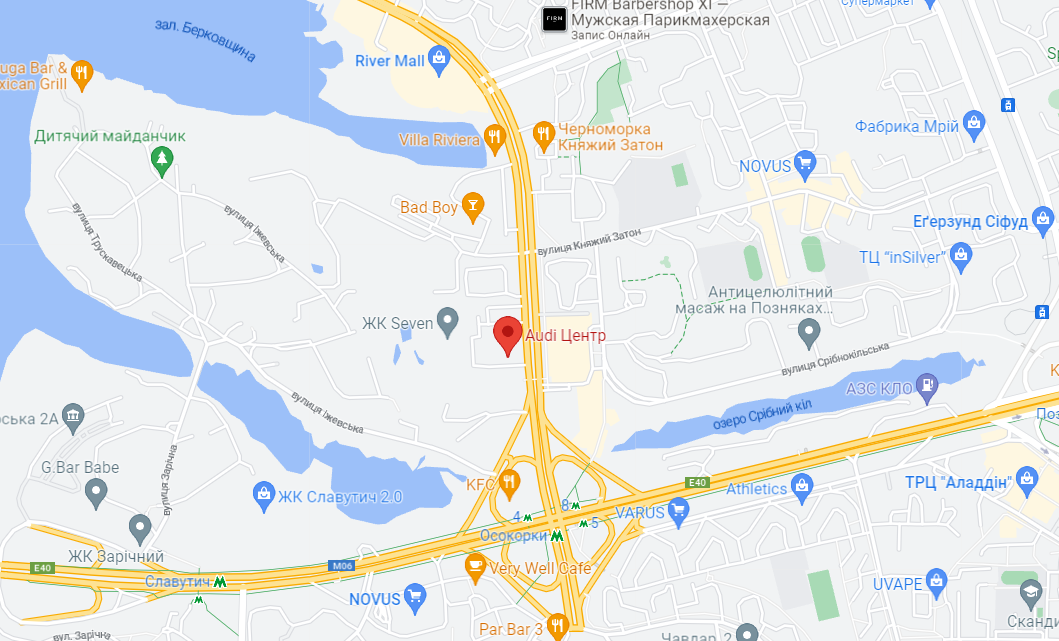 FIRM Barbershop XI —
Мужская Парикмахерская
Запис Онлайн
FIRM
Супермаркет
зал. Берковщина
River Mall
uga Bar &
xican Grill
Фабрика Мрій
Дитячий майданчик
Villa Riviera
Черноморка
Княжий Затон
NOVUS
Bad Boy
вулиця Трускавецька
вулиця Іжевська
вулиця Княжий Затон
Еґерзунд Сіфуд
ТЦ "inSilver"
Антицелюлітний
масаж на Позняках...
ЖК Seven
Audi Центр
вулиця Срібнокільська
АЗС КЛО
вулиця Іжевська
озеро Срібний кіл
ська 2А
Поз
G.Bar Babe
вулиця Зарічна
KFC
E40
ТРЦ "Аладдін"
ЖК Славутич 2.0
Athletics
8
4
5
VARUS
Осокорки
ЖК Зарічний
E40
M06
Славутич
Very Well Cafe
UVAPE
NOVUS
Par Bar 3
Чавдар, 2
Сканді
вул. Зарічна